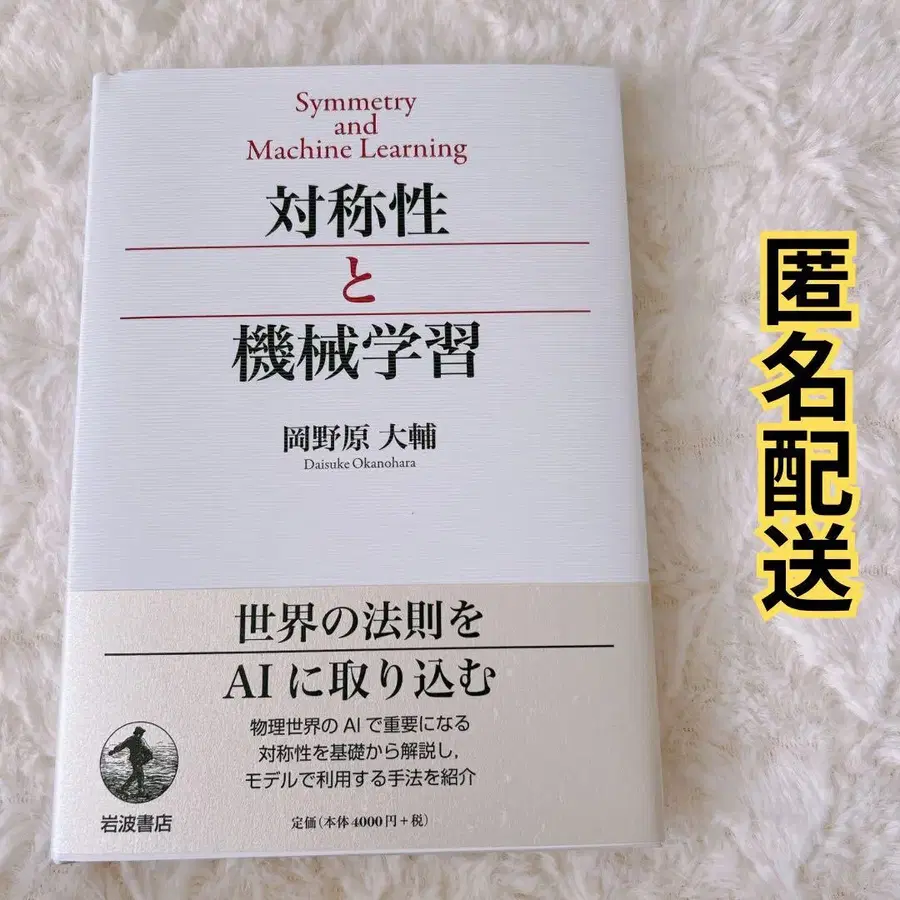 Symmetry
and
Machine Learning
対称性
と
機械学習
岡野原 大輔
Daisuke Okanohara
世界の法則を
AIに取り込む
物理世界のAIで重要になる
対称性を基礎から解説し,
モデルで利用する手法を紹介
岩波書店
定価(本体4000円+税)
匿名配送